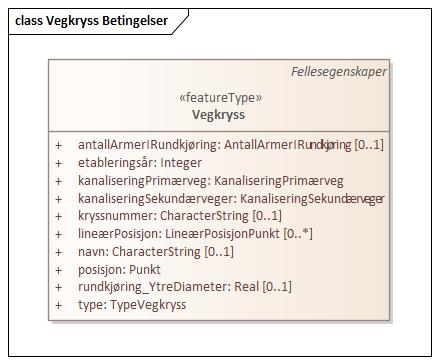 class Vegkryss Betingelser
Fellesegenskaper
«featureType»
Vegkryss
+ antallArmerIRundkjøring: AntallArmerIRundkjøring [0..1]
+ etableringsår: Integer
+ kanaliseringPrimærveg: KanaliseringPrimærveg
+ kanaliseringSekundærveger: KanaliseringSekundærveger
+ kryssnummer: CharacterString [0..1]
+ lineærPosisjon: LineærPosisjonPunkt [0..*]
+ navn: CharacterString [0..1]
+ posisjon: Punkt
+ rundkjøring_YtreDiameter: Real [0..1]
+ type: TypeVegkryss